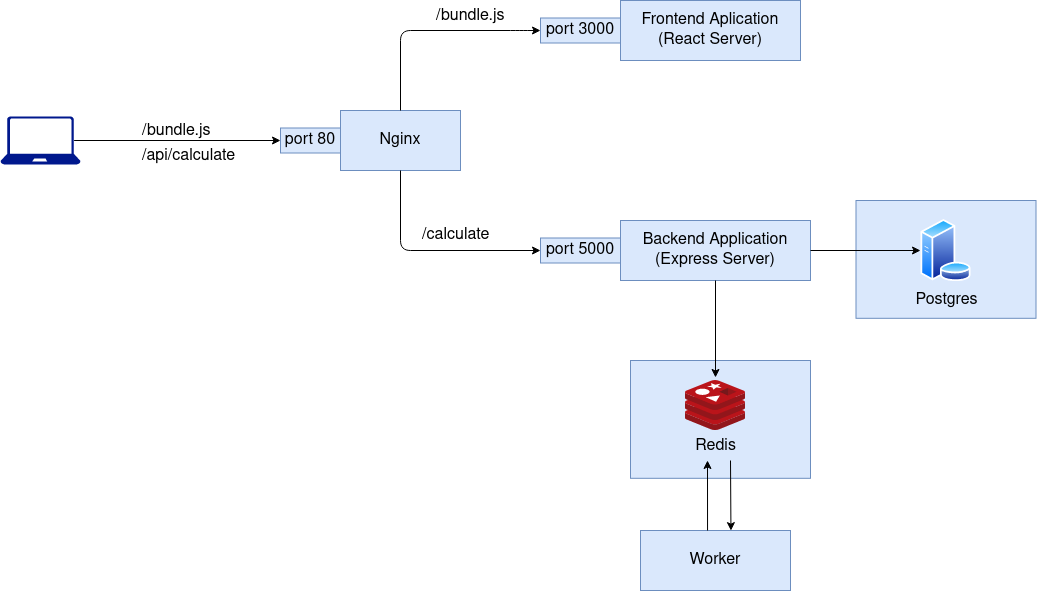 /bundle.js
port 3000
Frontend Aplication
(React Server)
/bundle.js
/api/calculate
port 80
Nginx
/calculate
port 5000
Backend Application
(Express Server)
Postgres
Redis
Worker